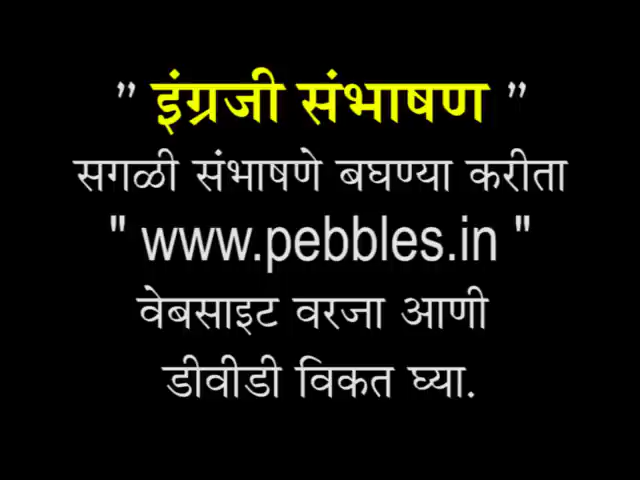 ” इंग्रजी संभाषण ”
सगळी संभाषणे बघण्या करीता
" www.pebbles.in "
वेबसाइट वरजा आणी
डीवीडी विकत घ्या.